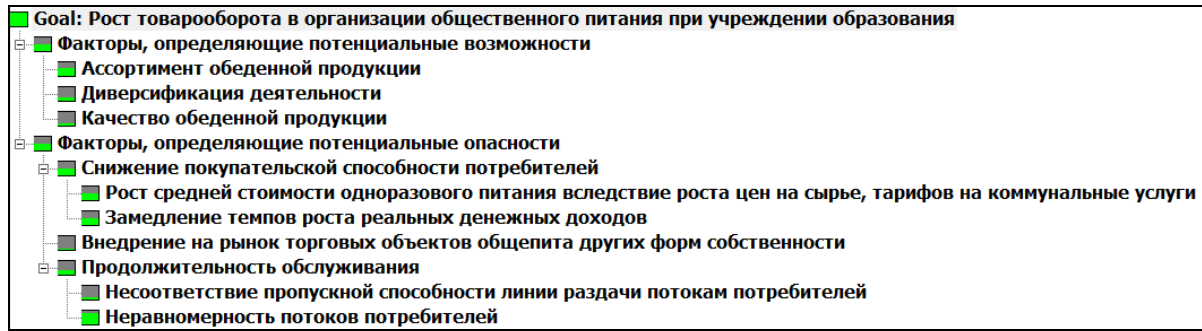 Goal: Рост товарооборота в организации общественного питания при учреждении образования
Факторы, определяющие потенциальные возможности
Ассортимент обеденной продукции
Диверсификация деятельности
Качество обеденной продукции
Факторы, определяющие потенциальные опасности
Снижение покупательской способности потребителей
Рост средней стоимости одноразового питания вследствие роста цен на сырье, тарифов на коммунальные услуги
Замедление темпов роста реальных денежных доходов
Внедрение на рынок торговых объектов общепита других форм собственности
Продолжительность обслуживания
Несоответствие пропускной способности линии раздачи потокам потребителей
Неравномерность потоков потребителей